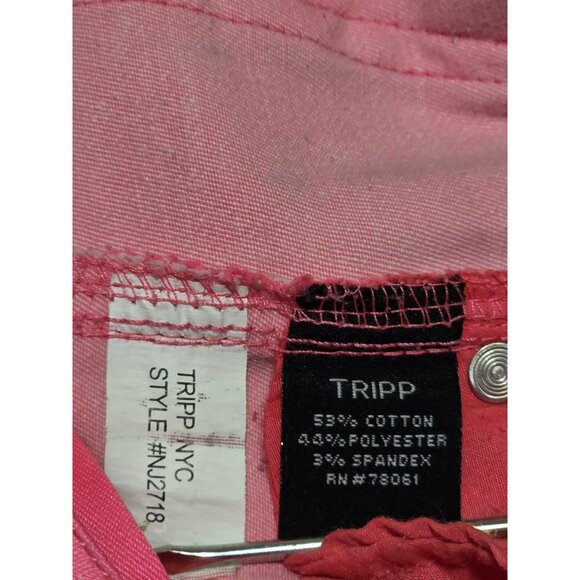 TRIPP NYC
STYLE #NJ2718
TRIPP
53% COTTON
44% POLYESTER
3% SPANDEX
RN#78061